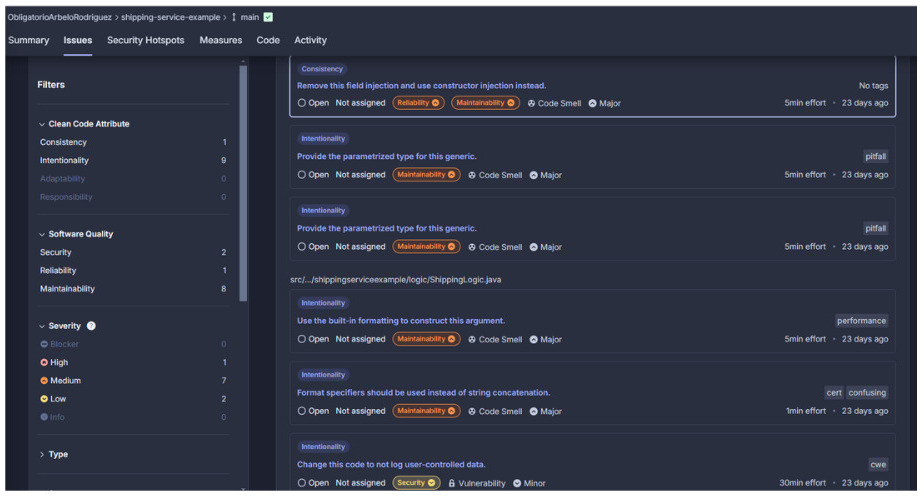 ObligatorioArbeloRodriguez > shipping-service-example > main
Summary Issues Security Hotspots Measures Code Activity
Filters
Clean Code Attribute
Consistency 1
Intentionality 9
Adaptability 0
Responsibility 0
Software Quality
Security 2
Reliability 1
Maintainability 8
Severity ?
Blocker 0
High 1
Medium 7
Low 2
Info 0
Type
Consistency
Remove this field injection and use constructor injection instead. No tags
Open Not assigned Reliability Maintainability Code Smell Major 5min effort • 23 days ago
Intentionality
Provide the parametrized type for this generic. pitfall
Open Not assigned Maintainability Code Smell Major 5min effort • 23 days ago
Intentionality
Provide the parametrized type for this generic. pitfall
Open Not assigned Maintainability Code Smell Major 5min effort • 23 days ago
src/.../shippingserviceexample/logic/ShippingLogic.java
Intentionality
Use the built-in formatting to construct this argument. performance
Open Not assigned Maintainability Code Smell Major 5min effort • 23 days ago
Intentionality
Format specifiers should be used instead of string concatenation. cert confusing
Open Not assigned Maintainability Code Smell Major 1min effort • 23 days ago
Intentionality
Change this code to not log user-controlled data. cwe
Open Not assigned Security Vulnerability Minor 30min effort • 23 days ago